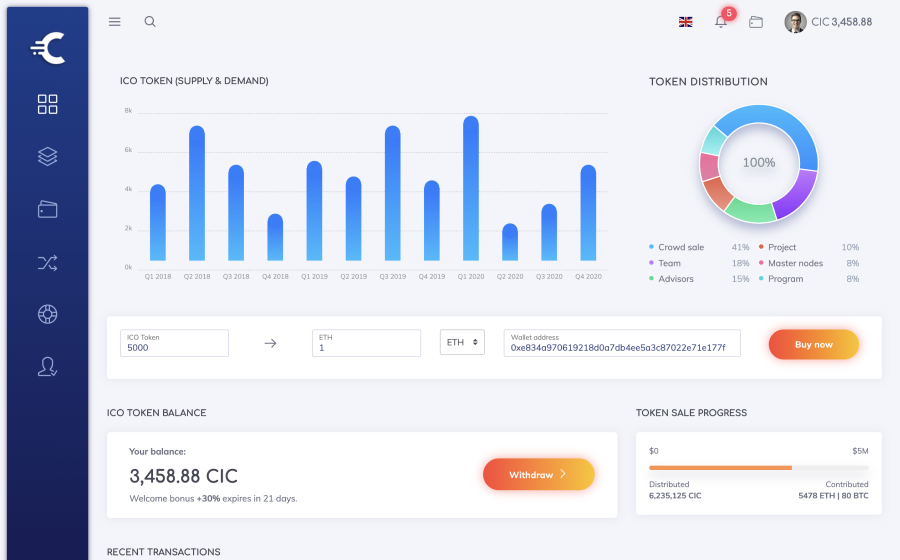 5
CIC 3,458.88
ICO TOKEN (SUPPLY & DEMAND)
8k
6k
4k
2k
0k
Q1 2018 Q2 2018 Q3 2018 Q4 2018 Q1 2019 Q2 2019 Q3 2019 Q4 2019 Q1 2020 Q2 2020 Q3 2020 Q4 2020
TOKEN DISTRIBUTION
100%
Crowd sale 41% Project 10%
Team 18% Master nodes 8%
Advisors 15% Program 8%
ICO Token
5000
ETH
1
ETH
Wallet address
0xe834a970619218d0a7db4ee5a3c87022e71e177f
Buy now
ICO TOKEN BALANCE
Your balance:
3,458.88 CIC
Welcome bonus +30% expires in 21 days.
Withdraw
TOKEN SALE PROGRESS
$0 $5M
Distributed Contributed
6,235,125 CIC 5478 ETH | 80 BTC
RECENT TRANSACTIONS